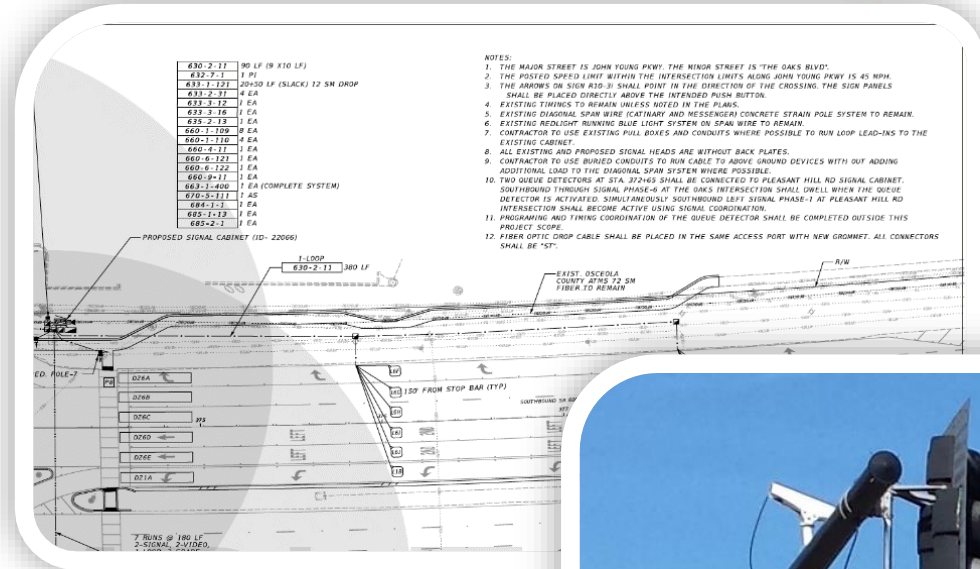 630-2-11 90 LF (9 X10 LF)
632-7-1 1 PI
633-1-121 20+50 LF (SLACK) 12 SM DROP
633-2-31 4 EA
633-3-12 1 EA
633-3-16 1 EA
635-2-13 1 EA
660-1-109 8 EA
660-1-110 4 EA
660-4-11 1 EA
660-6-121 1 EA
660-6-122 1 EA
660-9-11 1 EA
663-1-400 1 EA (COMPLETE SYSTEM)
670-5-111 1 AS
684-1-1 1 EA
685-1-13 1 EA
685-2-1 1 EA
NOTES:
1. THE MAJOR STREET IS JOHN YOUNG PKWY. THE MINOR STREET IS "THE OAKS BLVD".
2. THE POSTED SPEED LIMIT WITHIN THE INTERSECTION LIMITS ALONG JOHN YOUNG PKWY IS 45 MPH.
3. THE ARROWS ON SIGN R10-3i SHALL POINT IN THE DIRECTION OF THE CROSSING. THE SIGN PANELS
SHALL BE PLACED DIRECTLY ABOVE THE INTENDED PUSH BUTTON.
4. EXISTING TIMINGS TO REMAIN UNLESS NOTED IN THE PLANS.
5. EXISTING DIAGONAL SPAN WIRE (CATINARY AND MESSENGER) CONCRETE STRAIN POLE SYSTEM TO REMAIN.
6. EXISTING REDLIGHT RUNNING BLUE LIGHT SYSTEM ON SPAN WIRE TO REMAIN.
7. CONTRACTOR TO USE EXISTING PULL BOXES AND CONDUITS WHERE POSSIBLE TO RUN LOOP LEAD-INS TO THE
EXISTING CABINET.
8. ALL EXISTING AND PROPOSED SIGNAL HEADS ARE WITHOUT BACK PLATES.
9. CONTRACTOR TO USE BURIED CONDUITS TO RUN CABLE TO ABOVE GROUND DEVICES WITH OUT ADDING
ADDITIONAL LOAD TO THE DIAGONAL SPAN SYSTEM WHERE POSSIBLE.
10. TWO QUEUE DETECTORS AT STA. 372+65 SHALL BE CONNECTED TO PLEASANT HILL RD SIGNAL CABINET.
SOUTHBOUND THROUGH SIGNAL PHASE-6 AT THE OAKS INTERSECTION SHALL DWELL WHEN THE QUEUE
DETECTOR IS ACTIVATED. SIMULTANEOUSLY SOUTHBOUND LEFT SIGNAL PHASE-1 AT PLEASANT HILL RD
INTERSECTION SHALL BECOME ACTIVE USING SIGNAL COORDINATION.
11. PROGRAMING AND TIMING COORDINATION OF THE QUEUE DETECTOR SHALL BE COMPLETED OUTSIDE THIS
PROJECT SCOPE.
12. FIBER OPTIC DROP CABLE SHALL BE PLACED IN THE SAME ACCESS PORT WITH NEW GROMMET. ALL CONNECTORS
SHALL BE "ST".
PROPOSED SIGNAL CABINET (ID- 22066)
1-LOOP
630-2-11 380 LF
EXIST. OSCEOLA
COUNTY ATMS 72 SM
FIBER TO REMAIN
R/W
POLE-7
DZ6A
DZ6B
DZ6C
DZ6D
DZ6E
DZ1A
150' FROM STOP BAR (TYP)
7 RUNS @ 180 LF
2-SIGNAL, 2-VIDEO,